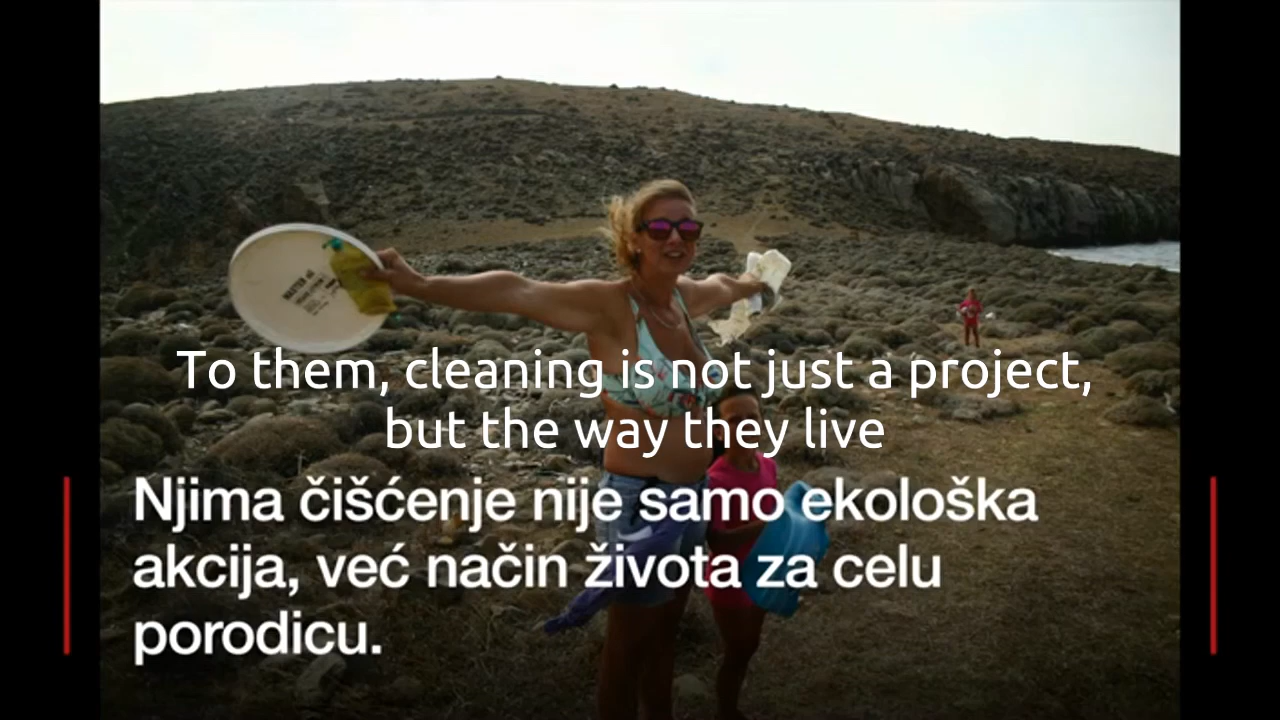 To them, cleaning is not just a project,
but the way they live
Njima čišćenje nije samo ekološka
akcija, već način života za celu
porodicu.